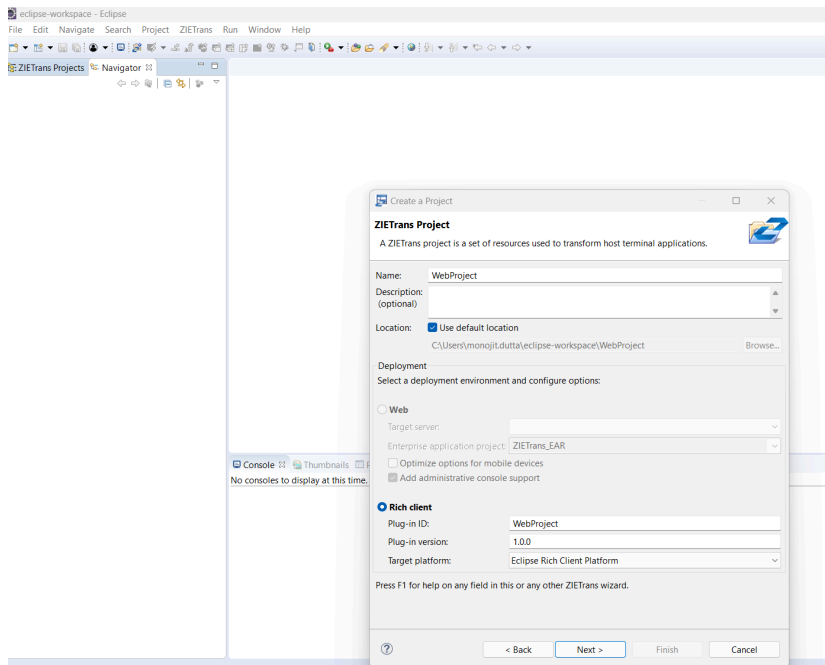 eclipse-workspace - Eclipse
File Edit Navigate Search Project ZIETrans Run Window Help
ZIETrans Projects Navigator
Create a Project
ZIETrans Project
A ZIETrans project is a set of resources used to transform host terminal applications.
Name: WebProject
Description:
(optional)
Location: Use default location
C:\Users\monojit.dutta\eclipse-workspace\WebProject Browse...
Deployment
Select a deployment environment and configure options:
Web
Target server:
Enterprise application project: ZIETrans_EAR
Optimize options for mobile devices
Add administrative console support
Console Thumbnails
No consoles to display at this time.
Rich client
Plug-in ID: WebProject
Plug-in version: 1.0.0
Target platform: Eclipse Rich Client Platform
Press F1 for help on any field in this or any other ZIETrans wizard.
? < Back Next > Finish Cancel